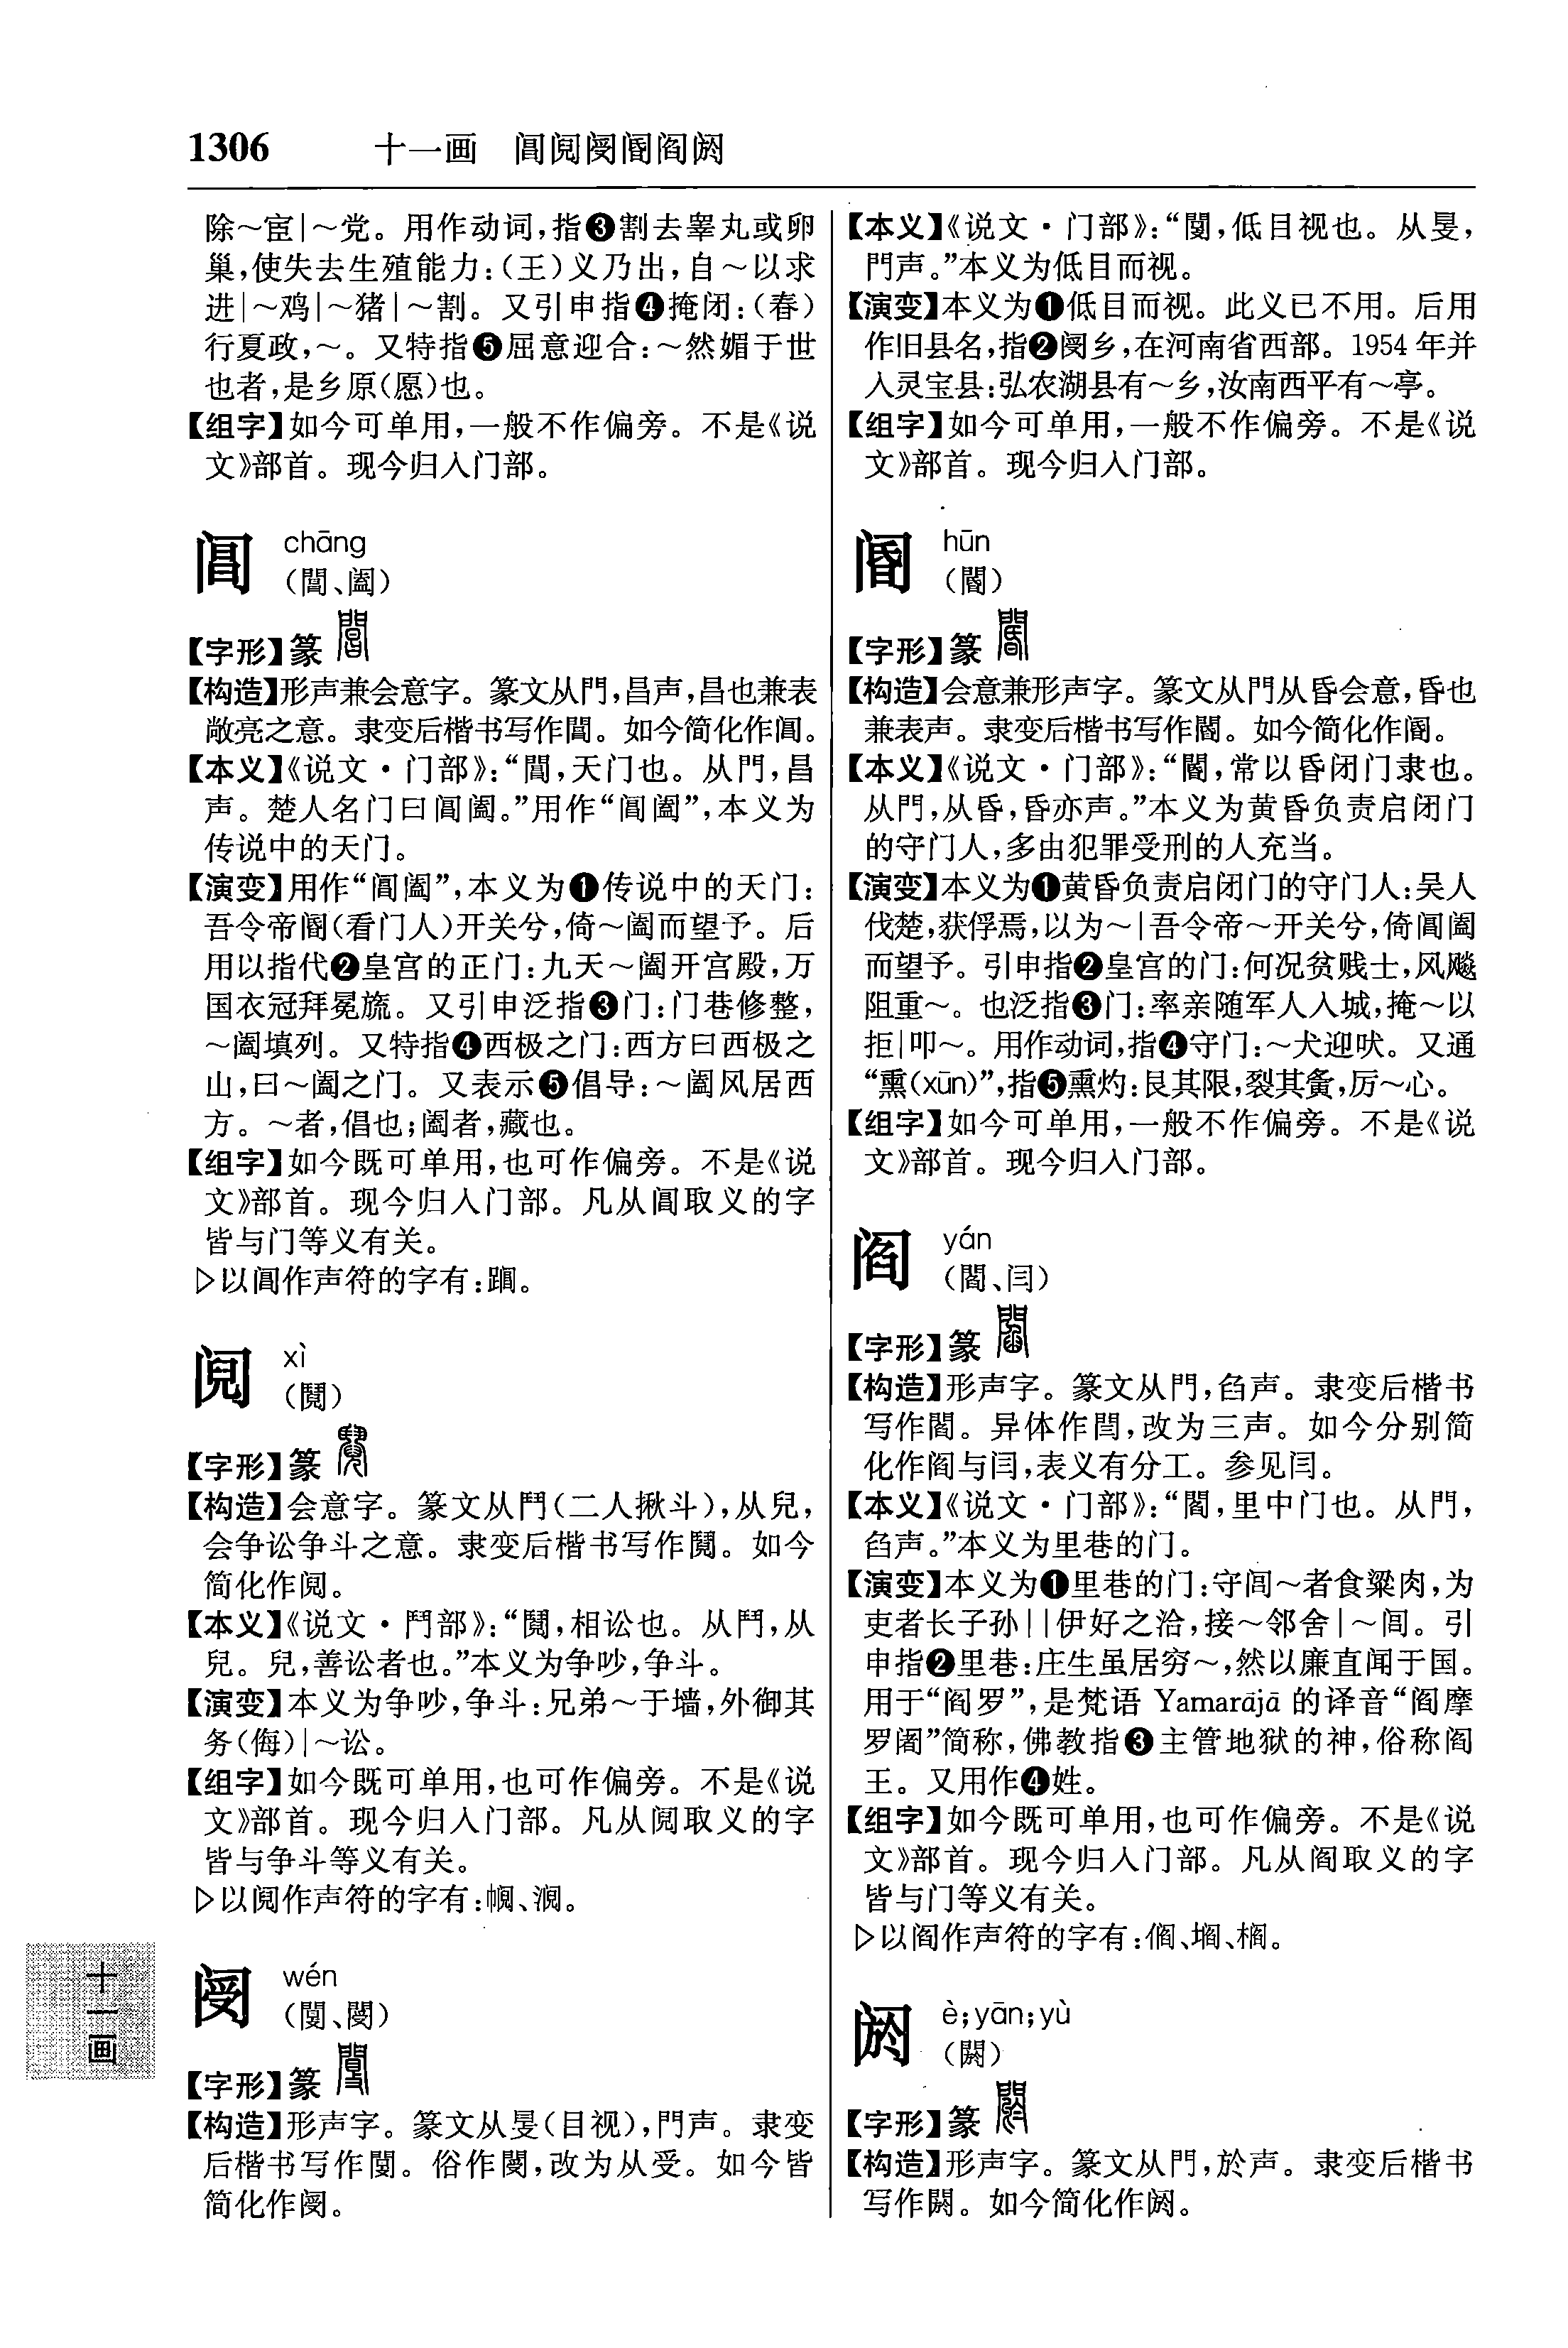 1306 十一画 阊阋阌阍阎阏
除～宦|～党。用作动词,指❸割去睾丸或卵
巢,使失去生殖能力:(王)义乃出,自～以求
进|～鸡|～猪|～割。又引申指❹掩闭:(春)
行夏政,～。又特指❺屈意迎合:～然媚于世
也者,是乡原(愿)也。
【组字】如今可单用,一般不作偏旁。不是《说
文》部首。现今归入门部。
阊 chāng
(閶、阖)
【字形】篆
【构造】形声兼会意字。篆文从門,昌声,昌也兼表
敞亮之意。隶变后楷书写作閶。如今简化作阊。
【本义】《说文·门部》:“閶,天门也。从門,昌
声。楚人名门曰阊阖。”用作“阊阖”,本义为
传说中的天门。
【演变】用作“阊阖”,本义为❶传说中的天门:
吾令帝阍(看门人)开关兮,倚～阖而望予。后
用以指代❷皇宫的正门:九天～阖开宫殿,万
国衣冠拜冕旒。又引申泛指❸门:门巷修整,
～阖填列。又特指❹西极之门:西方曰西极之
山,曰～阖之门。又表示❺倡导:～阖风居西
方。～者,倡也;阖者,藏也。
【组字】如今既可单用,也可作偏旁。不是《说
文》部首。现今归入门部。凡从阊取义的字
皆与门等义有关。
▷以阊作声符的字有:。
阋 xì
(鬩)
【字形】篆
【构造】会意字。篆文从鬥(二人揪斗),从兒,
会争讼争斗之意。隶变后楷书写作鬩。如今
简化作阋。
【本义】《说文·鬥部》:“鬩,相讼也。从鬥,从
兒。兒,善讼者也。”本义为争吵,争斗。
【演变】本义为争吵,争斗:兄弟～于墙,外御其
务(侮)|～讼。
【组字】如今既可单用,也可作偏旁。不是《说
文》部首。现今归入门部。凡从阋取义的字
皆与争斗等义有关。
▷以阋作声符的字有:。
阌 wén
(䦧、閿)
【字形】篆
【构造】形声字。篆文从𥄎(目视),門声。隶变
后楷书写作䦧。俗作閿,改为从受。如今皆
简化作阌。
十一画
【本义】《说文·门部》:“䦧,低目视也。从𥄎,
門声。”本义为低目而视。
【演变】本义为❶低目而视。此义已不用。后用
作旧县名,指❷阌乡,在河南省西部。1954年并
入灵宝县:弘农湖县有～乡,汝南西平有～亭。
【组字】如今可单用,一般不作偏旁。不是《说
文》部首。现今归入门部。
阍 hūn
(閽)
【字形】篆
【构造】会意兼形声字。篆文从門从昏会意,昏也
兼表声。隶变后楷书写作閽。如今简化作阍。
【本义】《说文·门部》:“閽,常以昏闭门隶也。
从門,从昏,昏亦声。”本义为黄昏负责启闭门
的守门人,多由犯罪受刑的人充当。
【演变】本义为❶黄昏负责启闭门的守门人:吴人
伐楚,获俘焉,以为～|吾令帝～开关兮,倚阊阖
而望予。引申指❷皇宫的门:何况贫贱士,风飚
阻重～。也泛指❸门:率亲随军人入城,掩～以
拒|叩～。用作动词,指❹守门:～犬迎吠。又通
“熏(xūn)”,指❺熏灼:艮其限,裂其夤,厉～心。
【组字】如今可单用,一般不作偏旁。不是《说
文》部首。现今归入门部。
阎 yán
(閻、闫)
【字形】篆
【构造】形声字。篆文从門,臽声。隶变后楷书
写作閻。异体作閆,改为三声。如今分别简
化作阎与闫,表义有分工。参见闫。
【本义】《说文·门部》:“閻,里中门也。从門,
臽声。”本义为里巷的门。
【演变】本义为❶里巷的门:守闾～者食粱肉,为
吏者长子孙||伊好之洽,接～邻舍|～闾。引
申指❷里巷:庄生虽居穷～,然以廉直闻于国。
用于“阎罗”,是梵语 Yamarājā 的译音“阎摩
罗阇”简称,佛教指❸主管地狱的神,俗称阎
王。又用作❹姓。
【组字】如今既可单用,也可作偏旁。不是《说
文》部首。现今归入门部。凡从阎取义的字
皆与门等义有关。
▷以阎作声符的字有:。
阏 è;yān;yù
(閼)
【字形】篆
【构造】形声字。篆文从門,於声。隶变后楷书
写作閼。如今简化作阏。